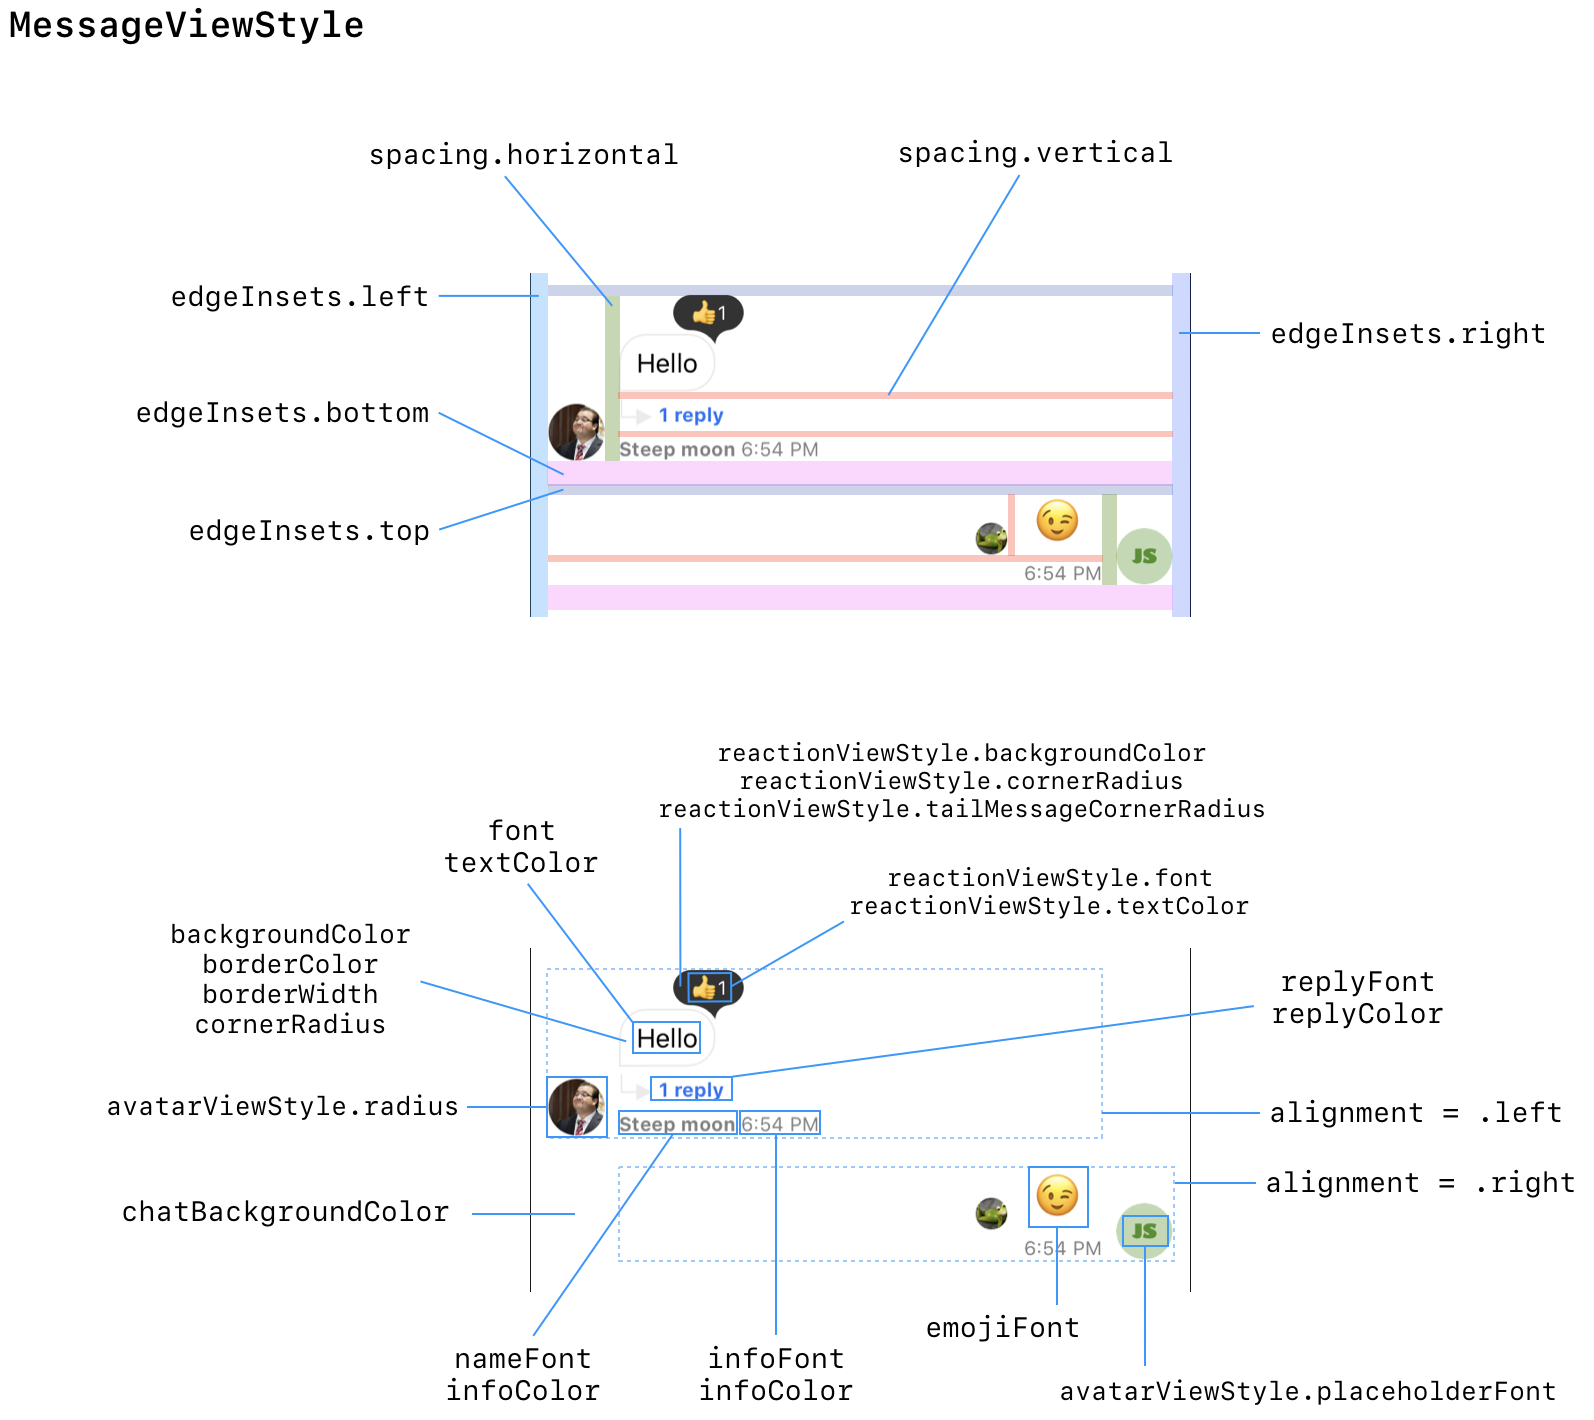 MessageViewStyle
spacing.horizontal
spacing.vertical
edgeInsets.left
👍1
edgeInsets.right
Hello
edgeInsets.bottom
1 reply
Steep moon 6:54 PM
edgeInsets.top
JS
6:54 PM
reactionViewStyle.backgroundColor
reactionViewStyle.cornerRadius
reactionViewStyle.tailMessageCornerRadius
font
textColor
reactionViewStyle.font
reactionViewStyle.textColor
backgroundColor
borderColor
borderWidth
cornerRadius
👍1
replyFont
replyColor
Hello
1 reply
avatarViewStyle.radius
alignment = .left
Steep moon 6:54 PM
alignment = .right
chatBackgroundColor
JS
6:54 PM
emojiFont
nameFont
infoColor
infoFont
infoColor
avatarViewStyle.placeholderFont